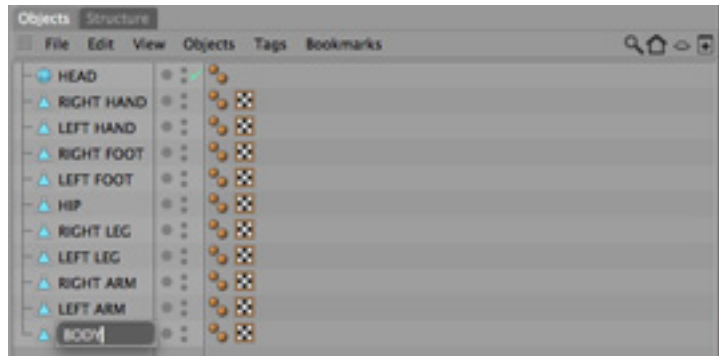 Objects Structure
File Edit View Objects Tags Bookmarks
HEAD
RIGHT HAND
LEFT HAND
RIGHT FOOT
LEFT FOOT
HIP
RIGHT LEG
LEFT LEG
RIGHT ARM
LEFT ARM
BODY